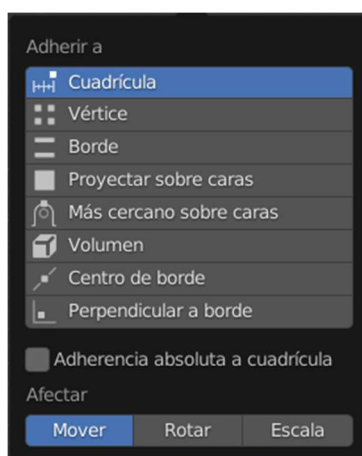 Adherir a
Cuadrícula
Vértice
Borde
Proyectar sobre caras
Más cercano sobre caras
Volumen
Centro de borde
Perpendicular a borde
Adherencia absoluta a cuadrícula
Afectar
Mover Rotar Escala